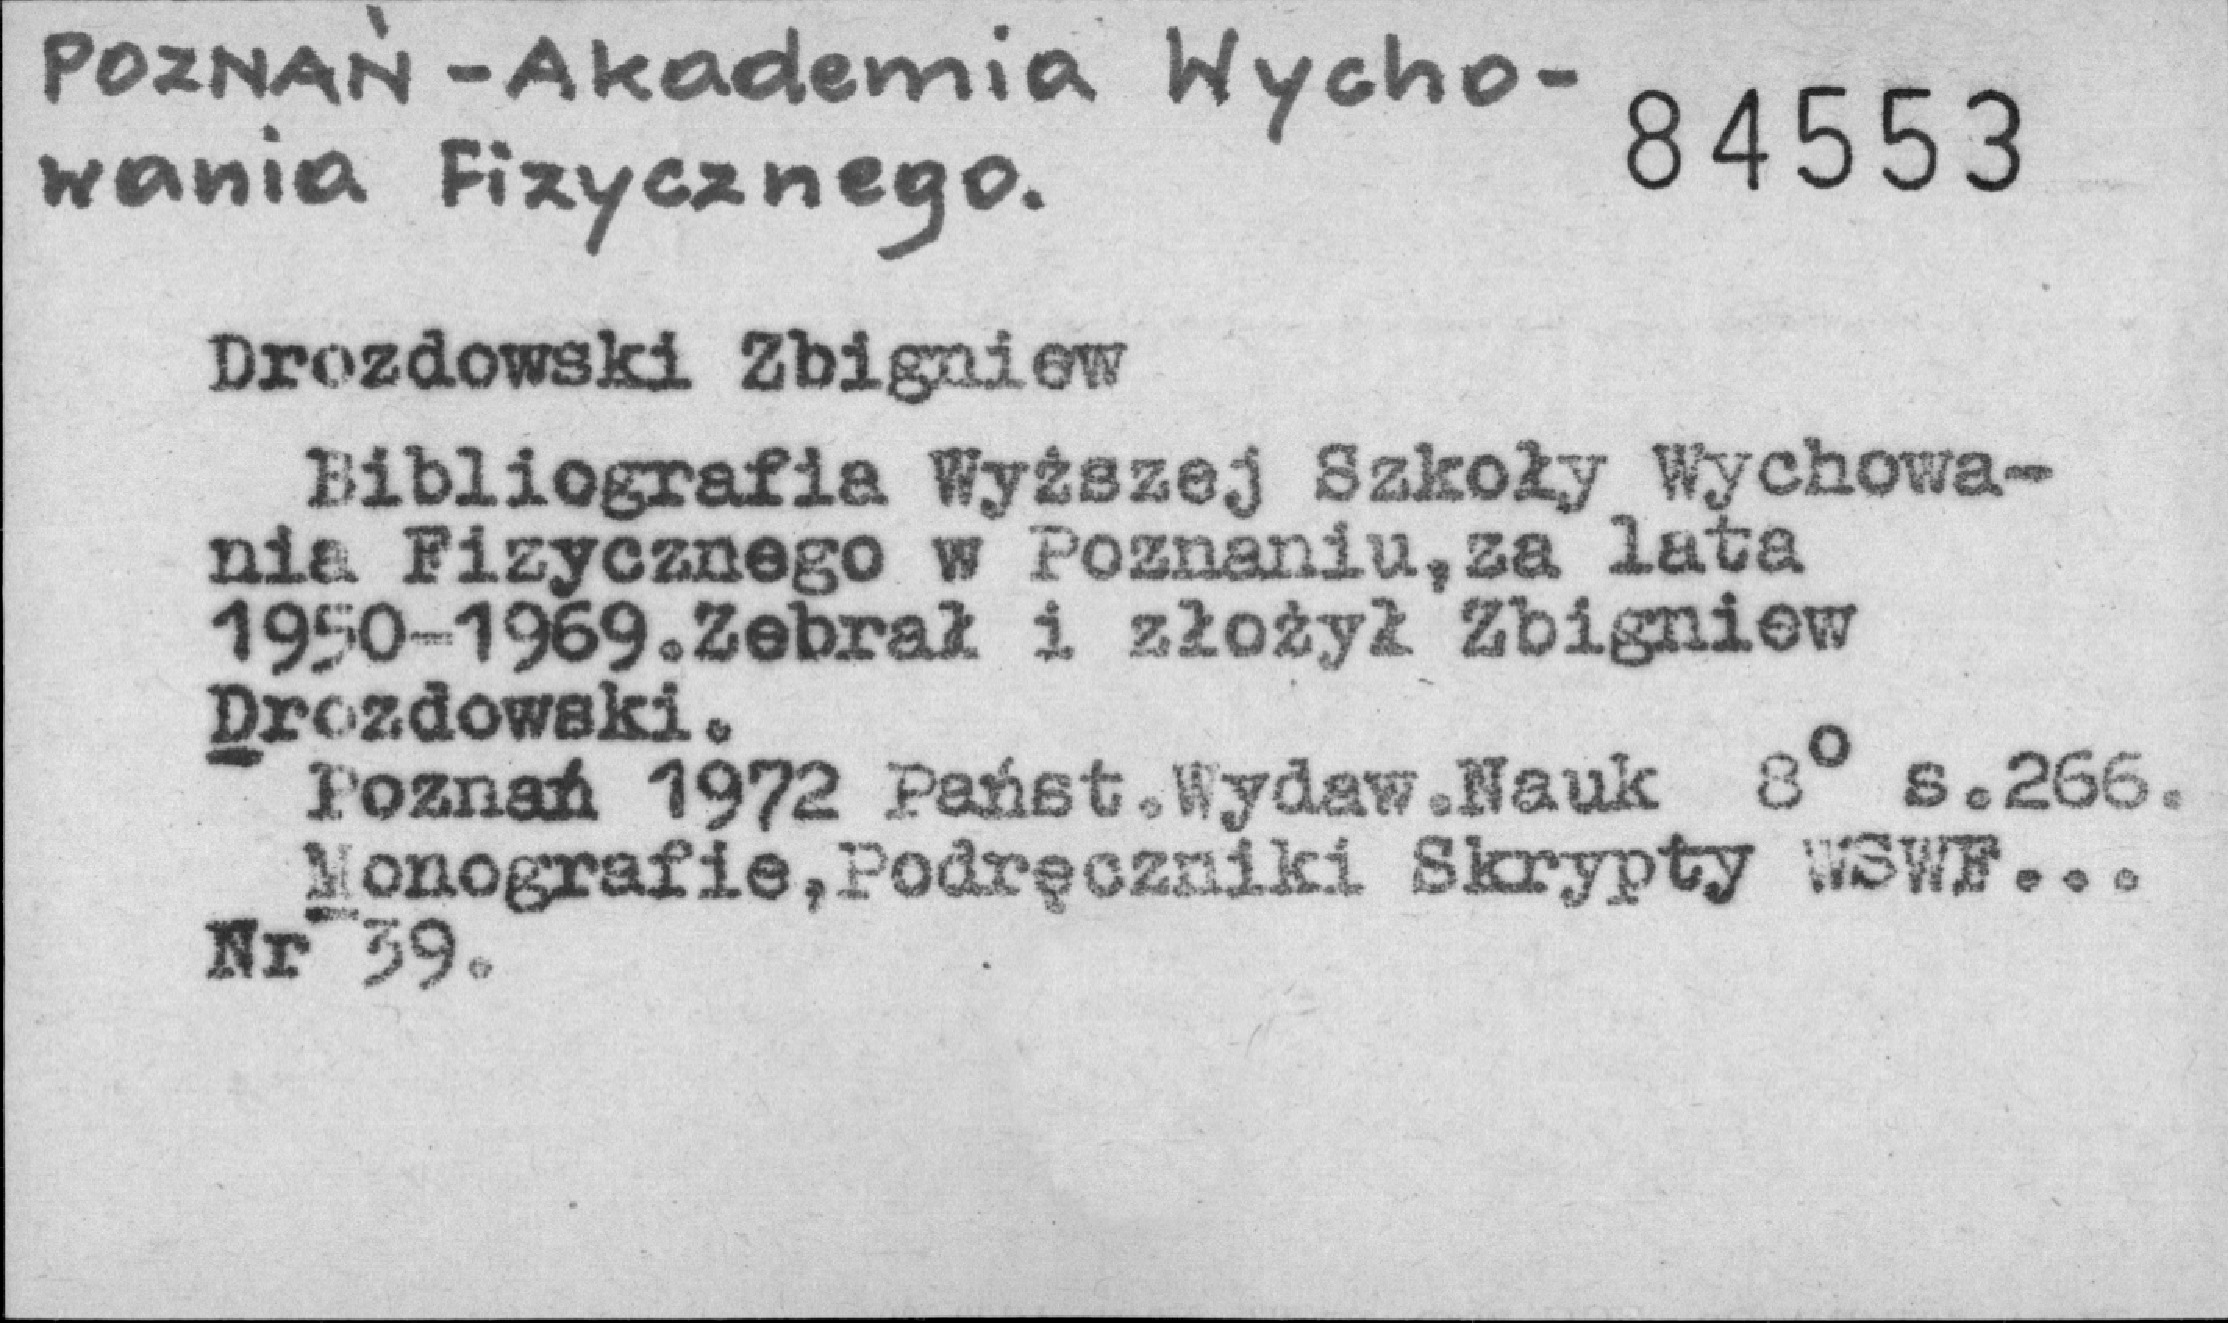 POZNAŃ - Akademia Wycho-
wania Fizycznego.
84553
Drozdowski Zbigniew
Bibliografia Wyższej Szkoły Wychowa-
nia Fizycznego w Poznaniu,za lata
1950-1969.Zebrał i złożył Zbigniew
Drozdowski.
Poznań 1972 Państ.Wydaw.Nauk 8° s.266.
Monografie,Podręczniki Skrypty WSWF...
Nr 39.